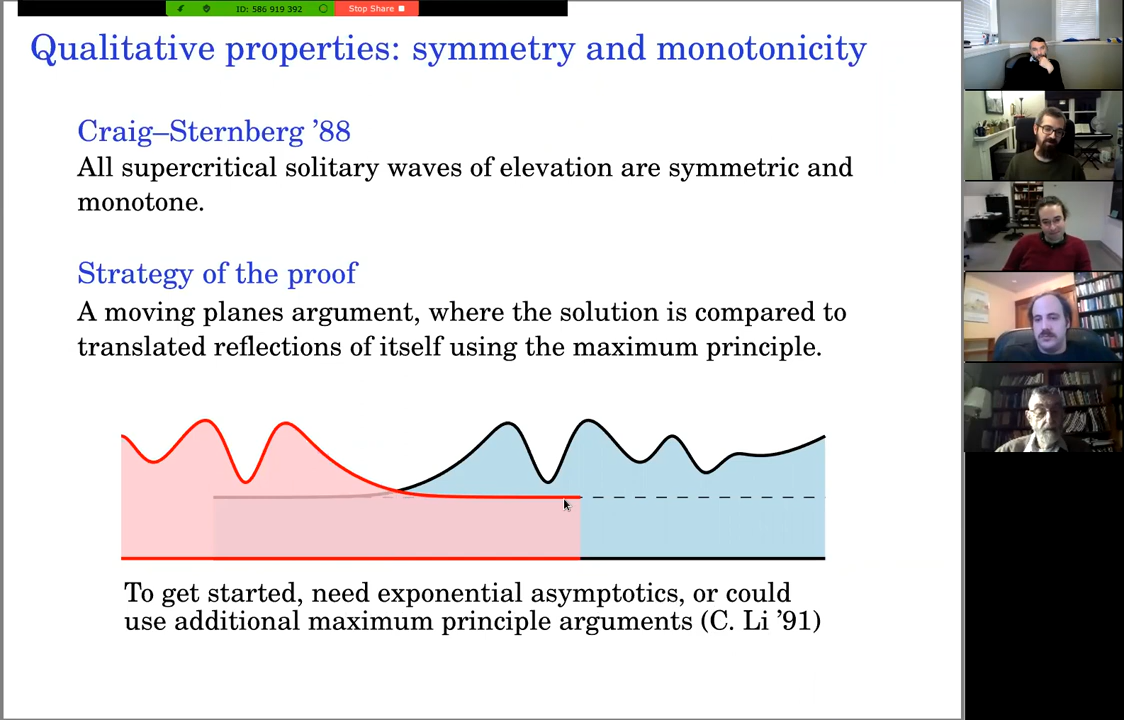 ID: 586 919 392
Stop Share
Qualitative properties: symmetry and monotonicity
Craig–Sternberg ’88
All supercritical solitary waves of elevation are symmetric and
monotone.
Strategy of the proof
A moving planes argument, where the solution is compared to
translated reflections of itself using the maximum principle.
To get started, need exponential asymptotics, or could
use additional maximum principle arguments (C. Li ’91)